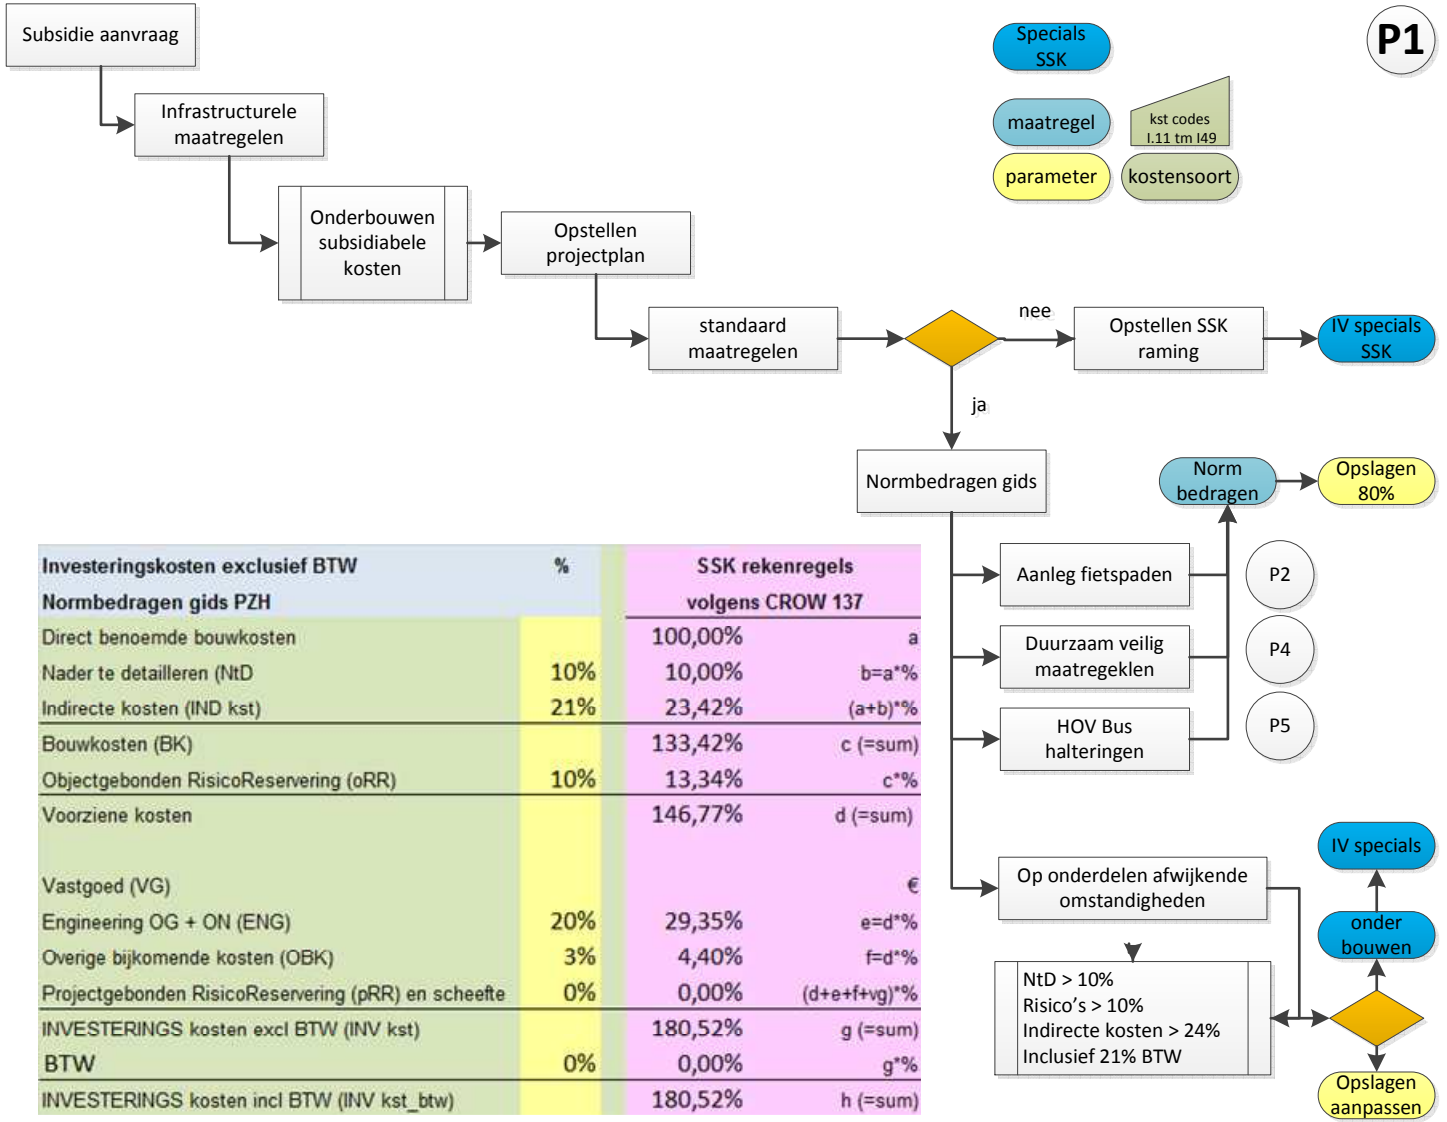 Subsidie aanvraag
Infrastructurele
maatregelen
Onderbouwen
subsidiabele
kosten
Opstellen
projectplan
standaard
maatregelen
nee
ja
Opstellen SSK
raming
IV specials
SSK
Specials
SSK
maatregel
kst codes
I.11 tm I49
parameter
kostensoort
P1
Normbedragen gids
Norm
bedragen
Opslagen
80%
Aanleg fietspaden
P2
Duurzaam veilig
maatregeklen
P4
HOV Bus
halteringen
P5
Op onderdelen afwijkende
omstandigheden
NtD > 10%
Risico's > 10%
Indirecte kosten > 24%
Inclusief 21% BTW
IV specials
onder
bouwen
Opslagen
aanpassen
Investeringskosten exclusief BTW % SSK rekenregels
Normbedragen gids PZH volgens CROW 137
Direct benoemde bouwkosten 100,00% a
Nader te detailleren (NtD 10% 10,00% b=a*%
Indirecte kosten (IND kst) 21% 23,42% (a+b)*%
Bouwkosten (BK) 133,42% c (=sum)
Objectgebonden RisicoReservering (oRR) 10% 13,34% c*%
Voorziene kosten 146,77% d (=sum)
Vastgoed (VG) €
Engineering OG + ON (ENG) 20% 29,35% e=d*%
Overige bijkomende kosten (OBK) 3% 4,40% f=d*%
Projectgebonden RisicoReservering (pRR) en scheefte 0% 0,00% (d+e+f+vg)*%
INVESTERINGS kosten excl BTW (INV kst) 180,52% g (=sum)
BTW 0% 0,00% g*%
INVESTERINGS kosten incl BTW (INV kst_btw) 180,52% h (=sum)